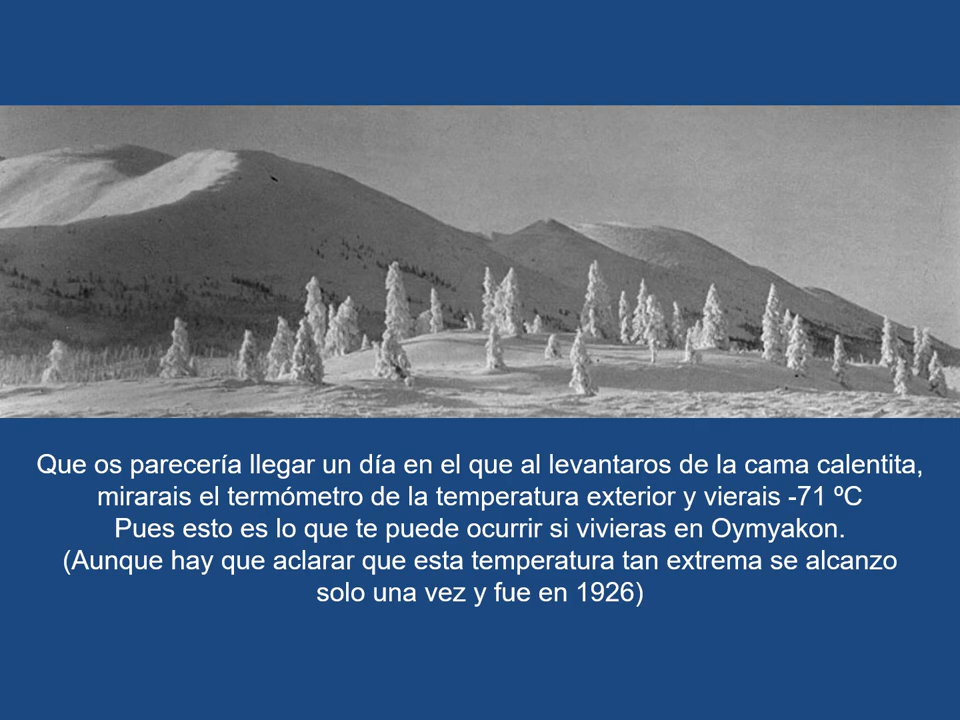 Que os parecería llegar un día en el que al levantaros de la cama calentita,
mirarais el termómetro de la temperatura exterior y vierais -71 ºC
Pues esto es lo que te puede ocurrir si vivieras en Oymyakon.
(Aunque hay que aclarar que esta temperatura tan extrema se alcanzo
solo una vez y fue en 1926)